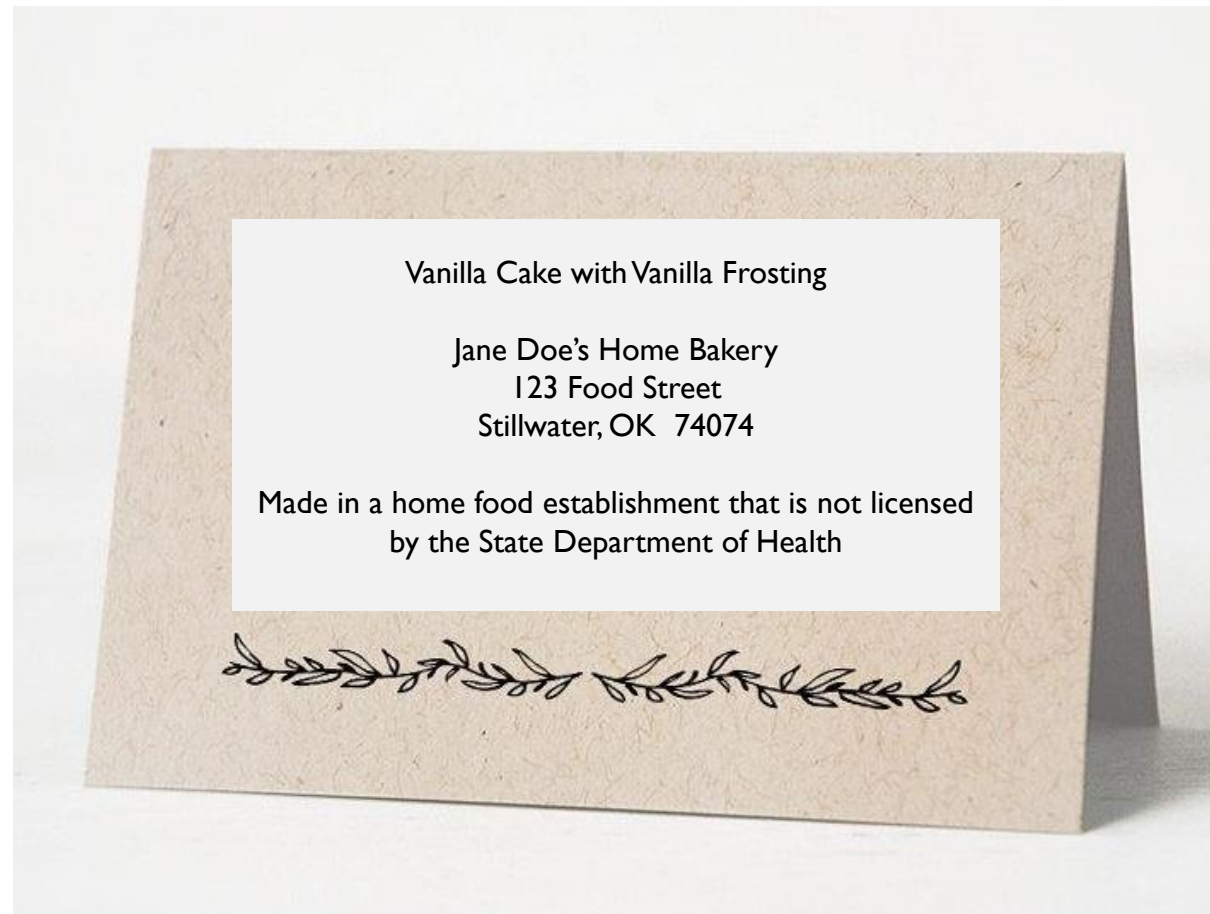 Vanilla Cake with Vanilla Frosting
Jane Doe's Home Bakery
123 Food Street
Stillwater, OK  74074
Made in a home food establishment that is not licensed
by the State Department of Health